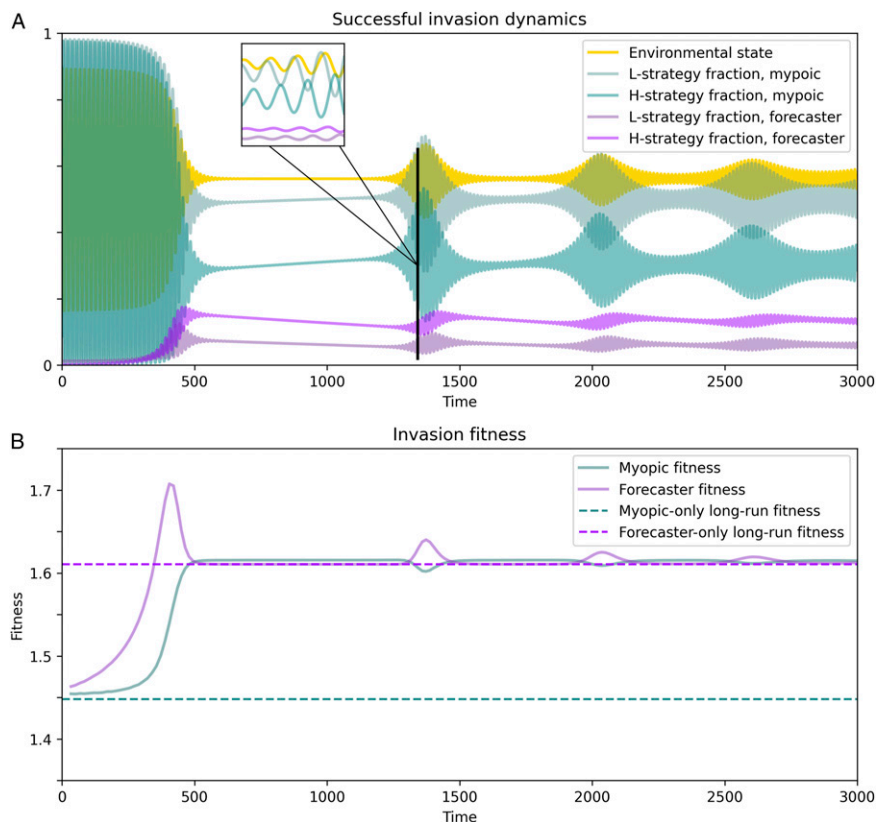 A
Successful invasion dynamics
1
0
Environmental state
L-strategy fraction, mypoic
H-strategy fraction, mypoic
L-strategy fraction, forecaster
H-strategy fraction, forecaster
0 500 1000 1500 2000 2500 3000
Time
B
Invasion fitness
Fitness
1.7
1.6
1.5
1.4
Myopic fitness
Forecaster fitness
Myopic-only long-run fitness
Forecaster-only long-run fitness
0 500 1000 1500 2000 2500 3000
Time